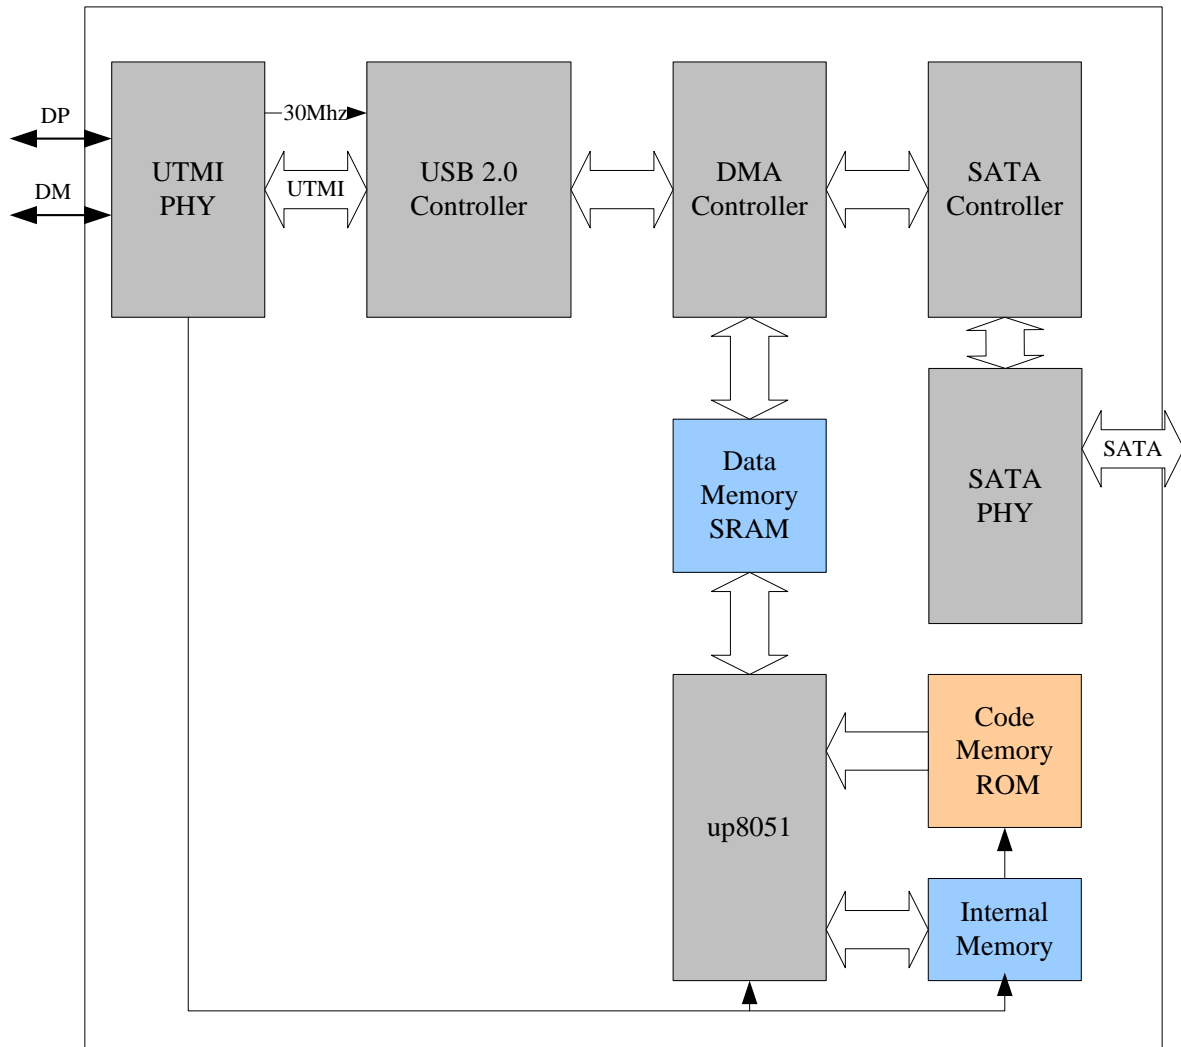 DP
DM
UTMI
PHY
30Mhz
UTMI
USB 2.0
Controller
DMA
Controller
SATA
Controller
Data
Memory
SRAM
SATA
PHY
SATA
up8051
Code
Memory
ROM
Internal
Memory